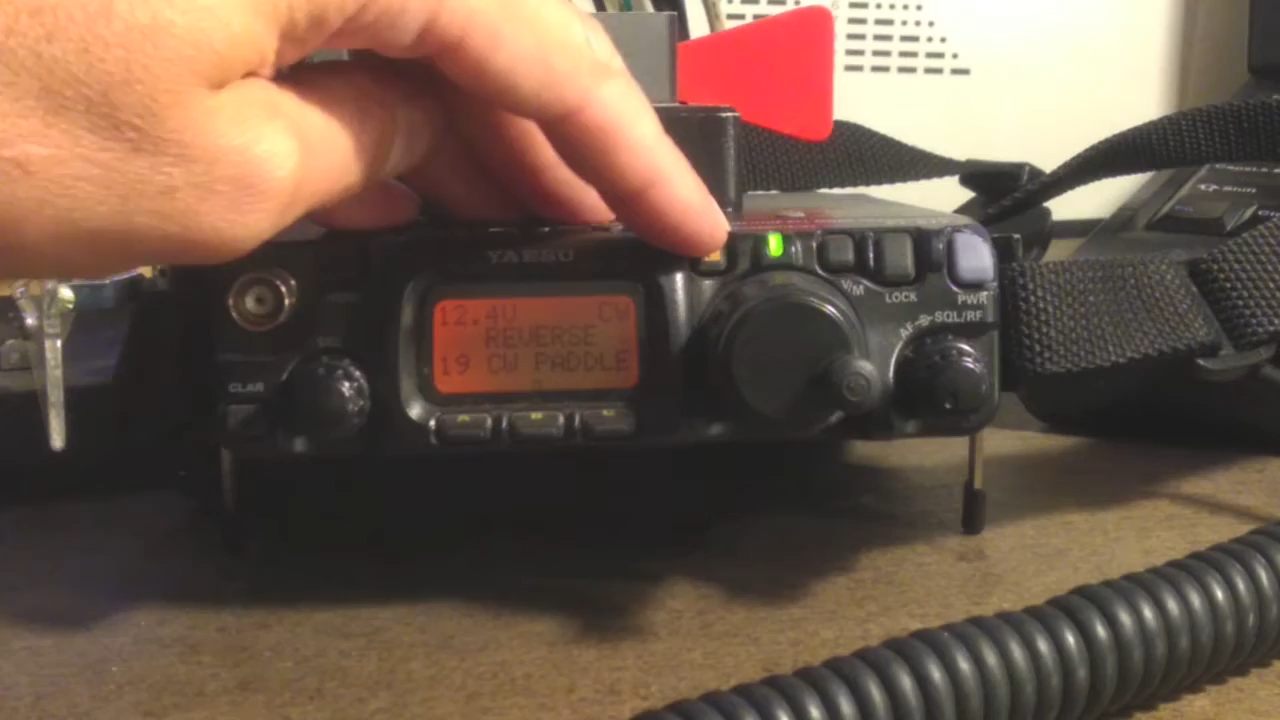 YAESU
12.4V CW
REVERSE
19 CW PADDLE
V/M
LOCK
PWR
AF SQL/RF
CLAR
A B C